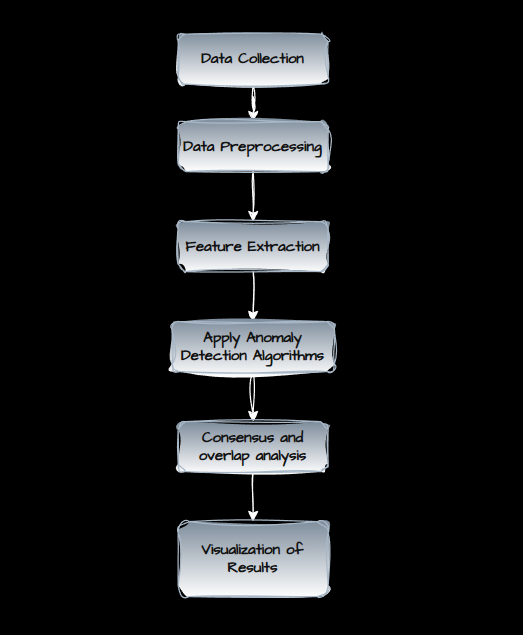 Data Collection
Data Preprocessing
Feature Extraction
Apply Anomaly
Detection Algorithms
Consensus and
overlap analysis
Visualization of
Results